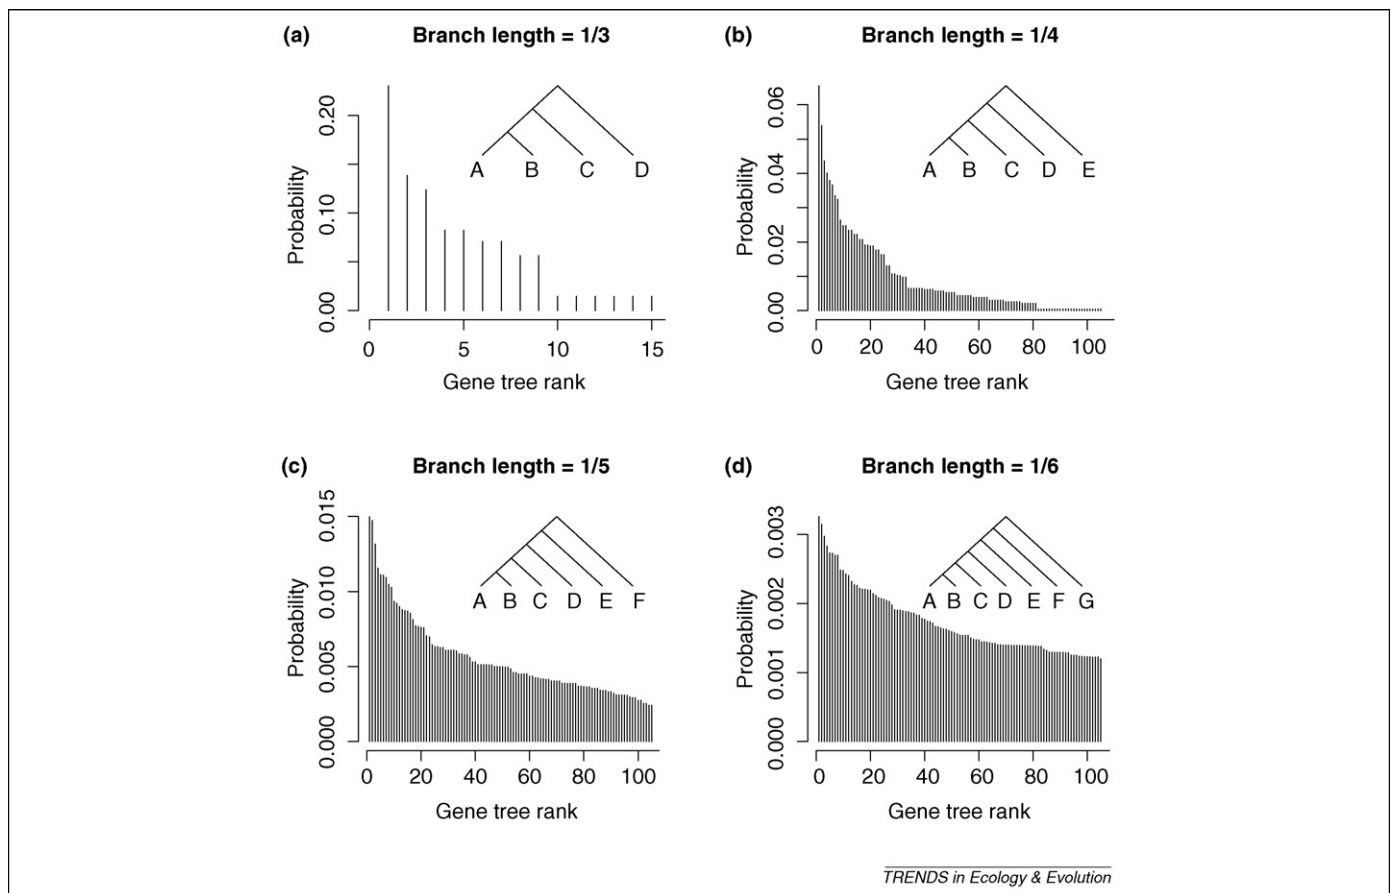 (a) Branch length = 1/3
Probability
0.00 0.10 0.20
A B C D
0 5 10 15
Gene tree rank
(b) Branch length = 1/4
Probability
0.00 0.02 0.04 0.06
A B C D E
0 20 40 60 80 100
Gene tree rank
(c) Branch length = 1/5
Probability
0.000 0.005 0.010 0.015
A B C D E F
0 20 40 60 80 100
Gene tree rank
(d) Branch length = 1/6
Probability
0.000 0.001 0.002 0.003
A B C D E F G
0 20 40 60 80 100
Gene tree rank
TRENDS in Ecology & Evolution